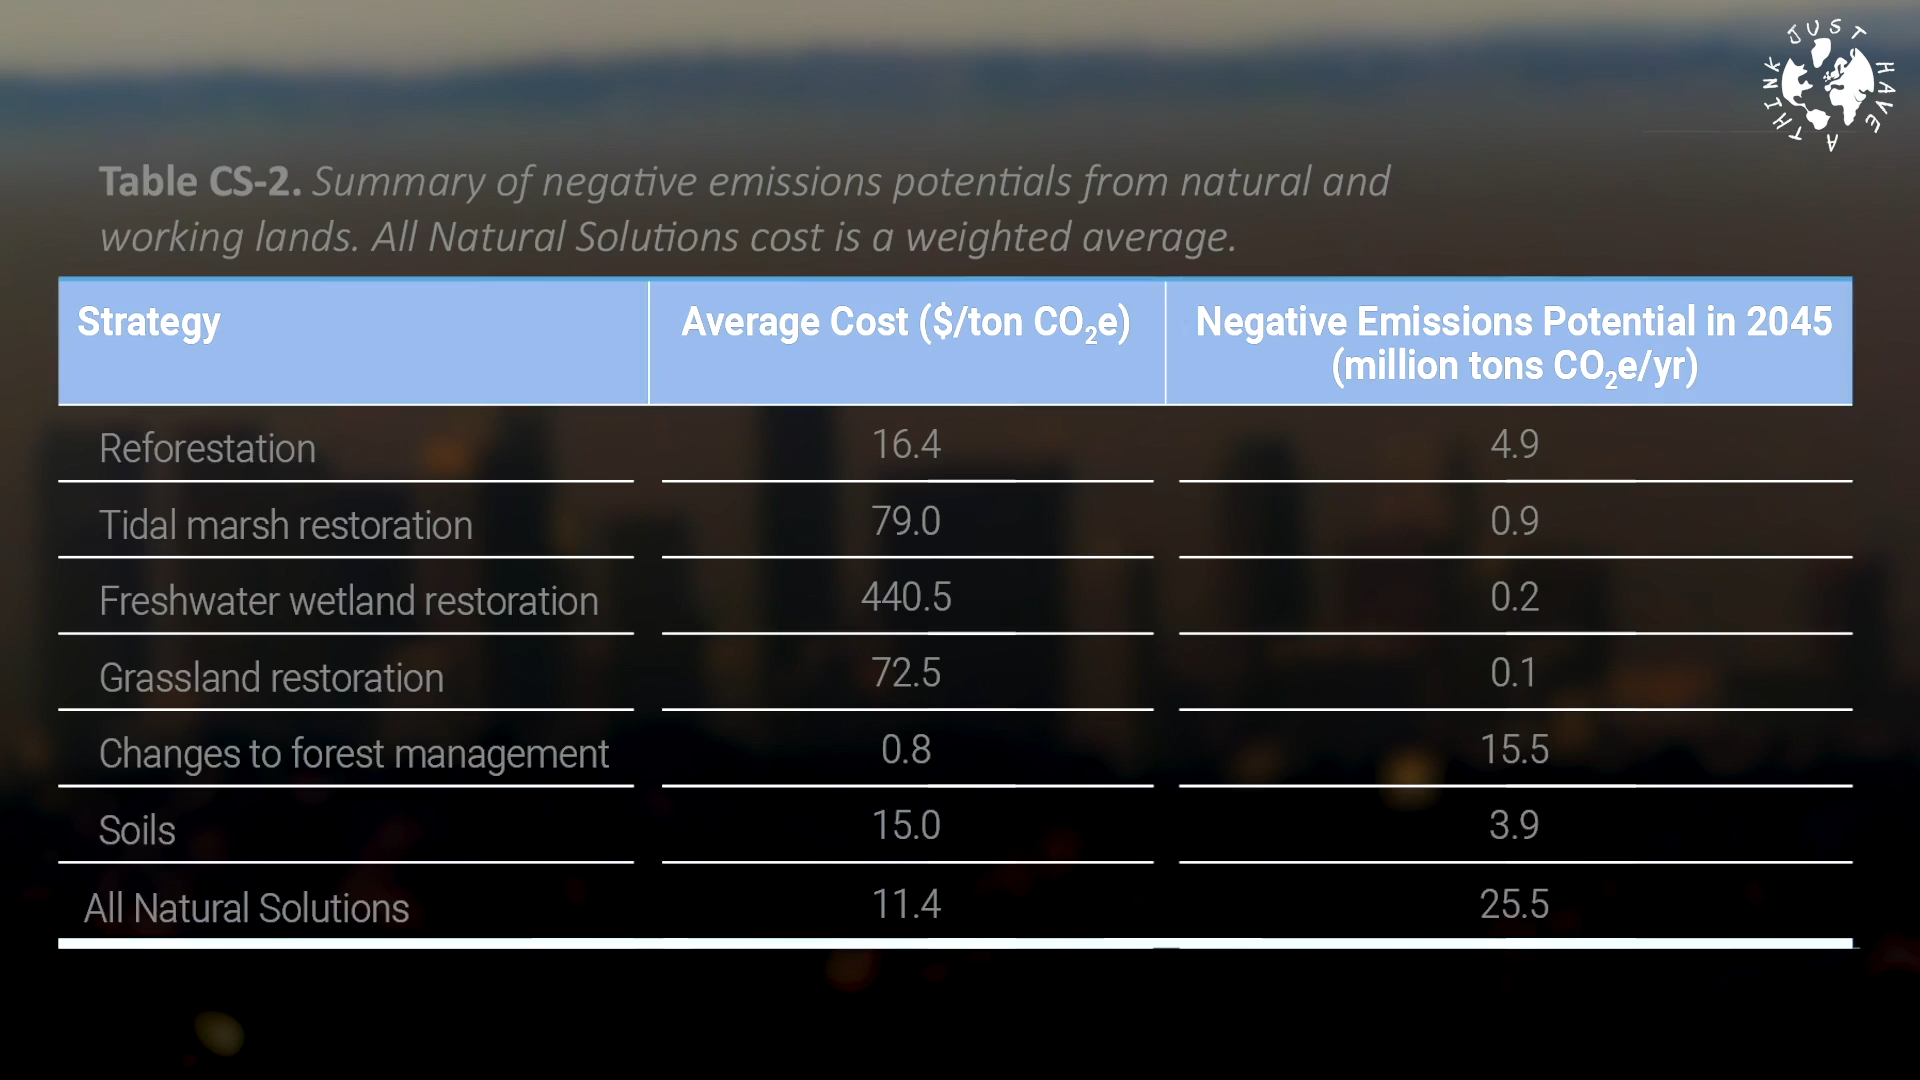 JUST HAVE A THINK
Table CS-2. Summary of negative emissions potentials from natural and
working lands. All Natural Solutions cost is a weighted average.
Strategy
Average Cost ($/ton CO₂e)
Negative Emissions Potential in 2045
(million tons CO₂e/yr)
Reforestation 16.4 4.9
Tidal marsh restoration 79.0 0.9
Freshwater wetland restoration 440.5 0.2
Grassland restoration 72.5 0.1
Changes to forest management 0.8 15.5
Soils 15.0 3.9
All Natural Solutions 11.4 25.5